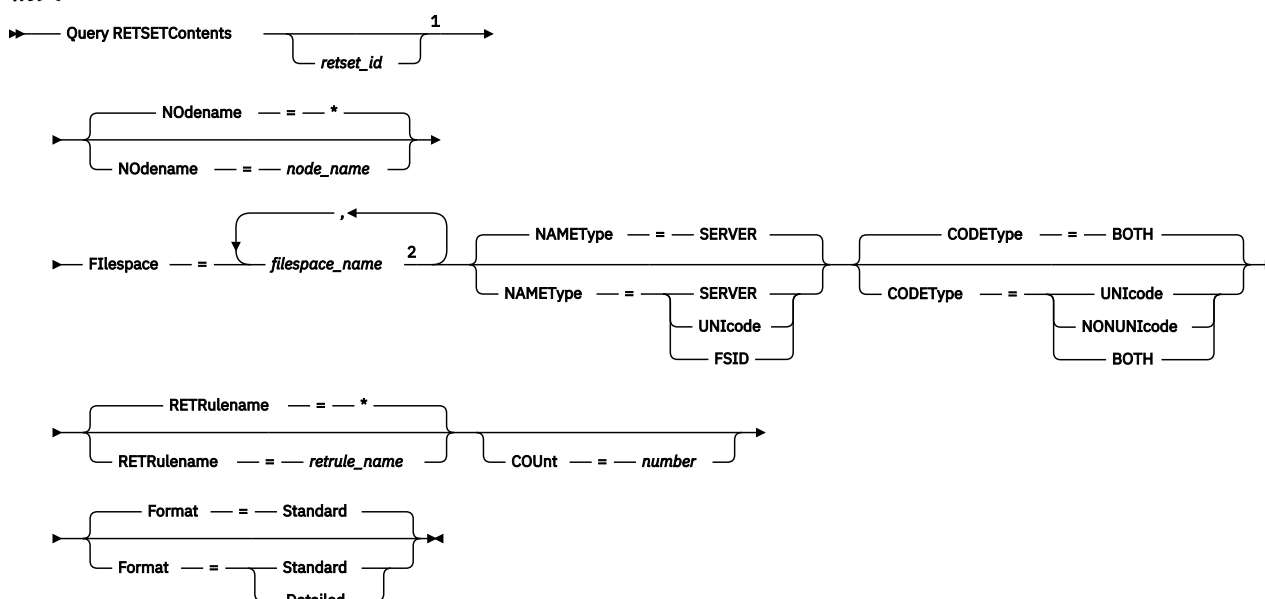 Query RETSETContents 1
retset_id
NOdename = *
NOdename = node_name
,
FIlespace = filespace_name 2
NAMEType = SERVER
NAMEType = SERVER
UNIcode
FSID
CODEType = BOTH
CODEType = UNIcode
NONUNIcode
BOTH
RETRulename = *
RETRulename = retrule_name
COUnt = number
Format = Standard
Format = Standard
Detailed